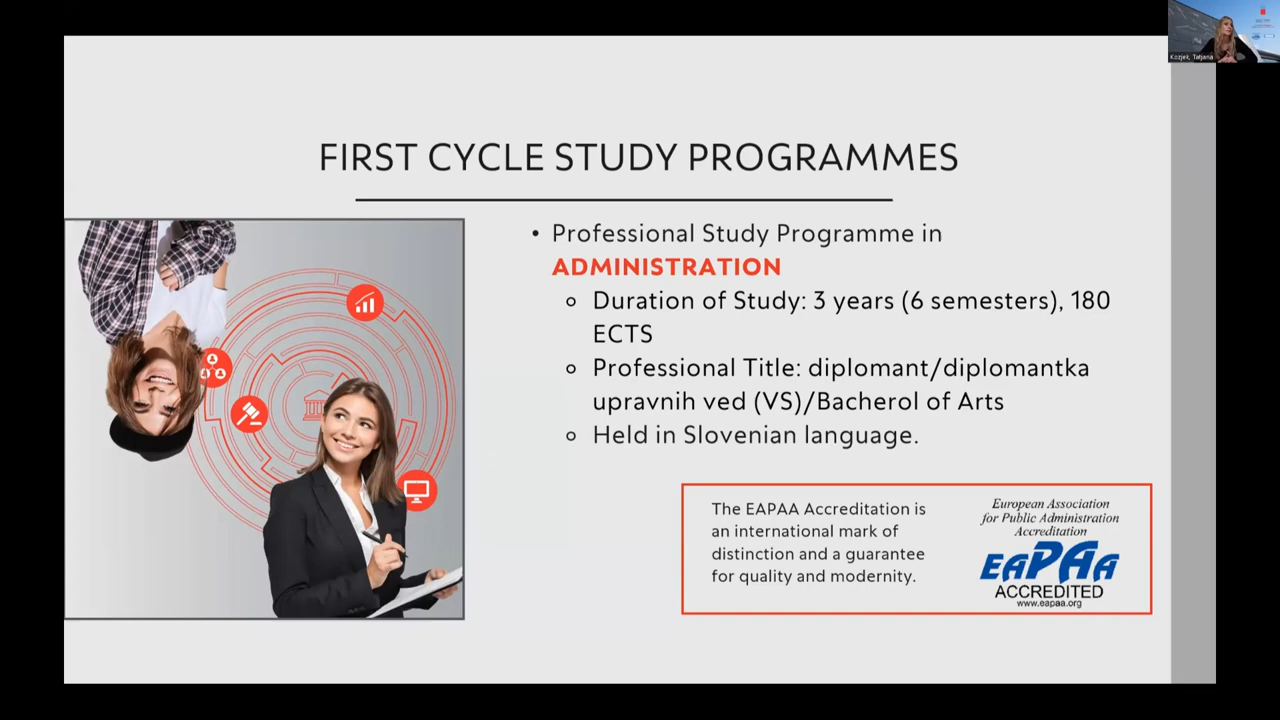 Kozjek, Tatjana
FIRST CYCLE STUDY PROGRAMMES
• Professional Study Programme in
ADMINISTRATION
Duration of Study: 3 years (6 semesters), 180
ECTS
Professional Title: diplomant/diplomantka
upravnih ved (VS)/Bacherol of Arts
Held in Slovenian language.
The EAPAA Accreditation is
an international mark of
distinction and a guarantee
for quality and modernity.
European Association
for Public Administration
Accreditation
EAPAA
ACCREDITED
www.eapaa.org